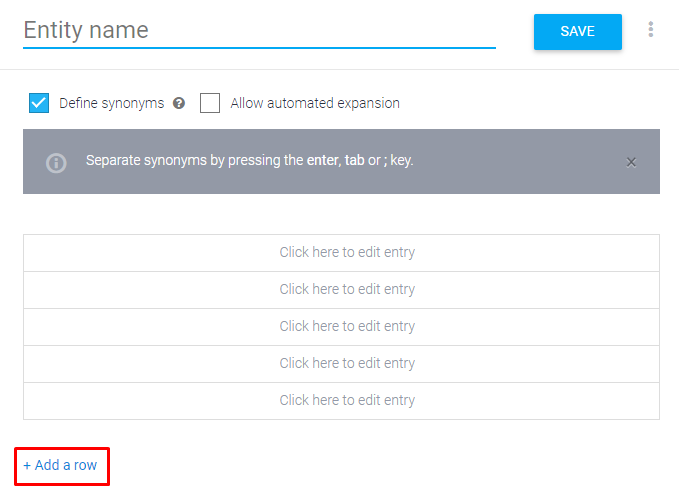 Entity name
SAVE
Define synonyms
Allow automated expansion
Separate synonyms by pressing the enter, tab or ; key.
Click here to edit entry
Click here to edit entry
Click here to edit entry
Click here to edit entry
Click here to edit entry
+ Add a row